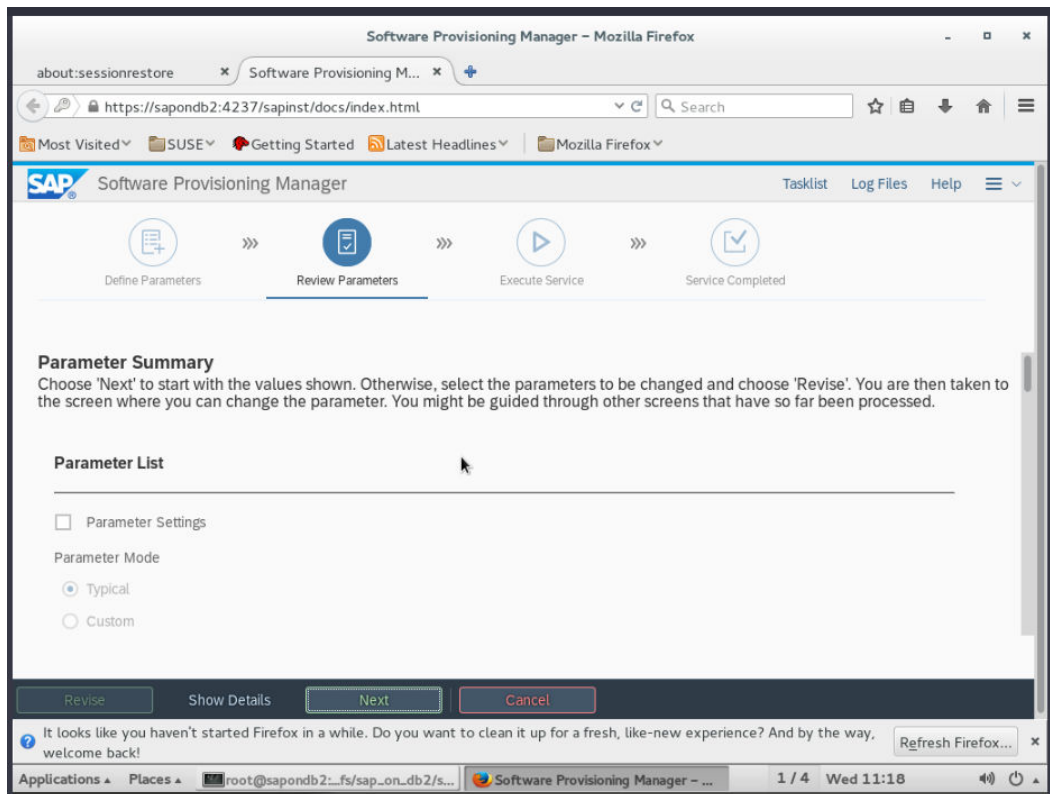 Software Provisioning Manager – Mozilla Firefox
about:sessionrestore
Software Provisioning M...
https://sapondb2:4237/sapinst/docs/index.html
Search
Most Visited
SUSE
Getting Started
Latest Headlines
Mozilla Firefox
SAP®
Software Provisioning Manager
Tasklist
Log Files
Help
Define Parameters
Review Parameters
Execute Service
Service Completed
Parameter Summary
Choose 'Next' to start with the values shown. Otherwise, select the parameters to be changed and choose 'Revise'. You are then taken to
the screen where you can change the parameter. You might be guided through other screens that have so far been processed.
Parameter List
Parameter Settings
Parameter Mode
Typical
Custom
Revise
Show Details
Next
Cancel
It looks like you haven't started Firefox in a while. Do you want to clean it up for a fresh, like-new experience? And by the way,
welcome back!
Refresh Firefox...
Applications
Places
root@sapondb2:_fs/sap_on_db2/s...
Software Provisioning Manager – ...
1 / 4
Wed 11:18